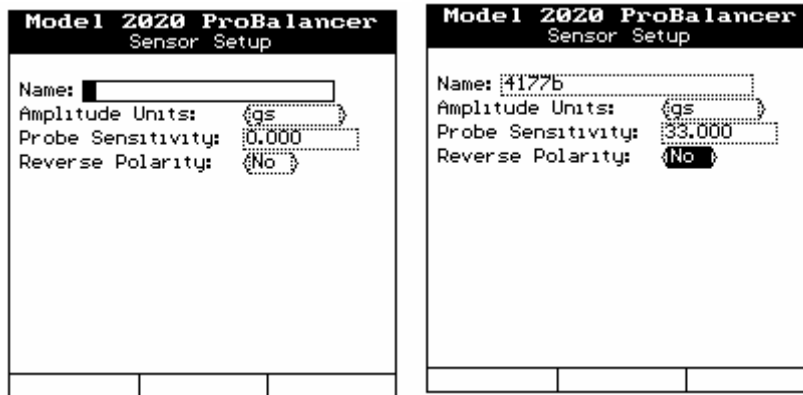 Model 2020 ProBalancer
Sensor Setup
Name:
Amplitude Units: gs
Probe Sensitivity: 0.000
Reverse Polarity: No
Model 2020 ProBalancer
Sensor Setup
Name: 4177b
Amplitude Units: gs
Probe Sensitivity: 33.000
Reverse Polarity: No